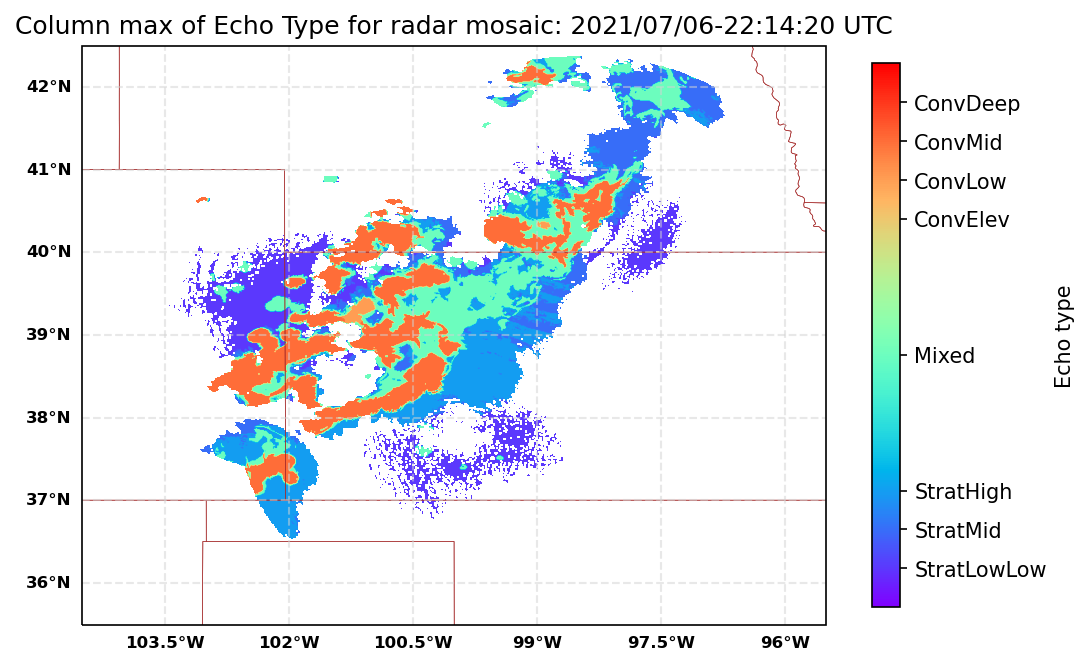 Column max of Echo Type for radar mosaic: 2021/07/06-22:14:20 UTC
42°N
41°N
40°N
39°N
38°N
37°N
36°N
103.5°W
102°W
100.5°W
99°W
97.5°W
96°W
ConvDeep
ConvMid
ConvLow
ConvElev
Mixed
StratHigh
StratMid
StratLowLow
Echo type